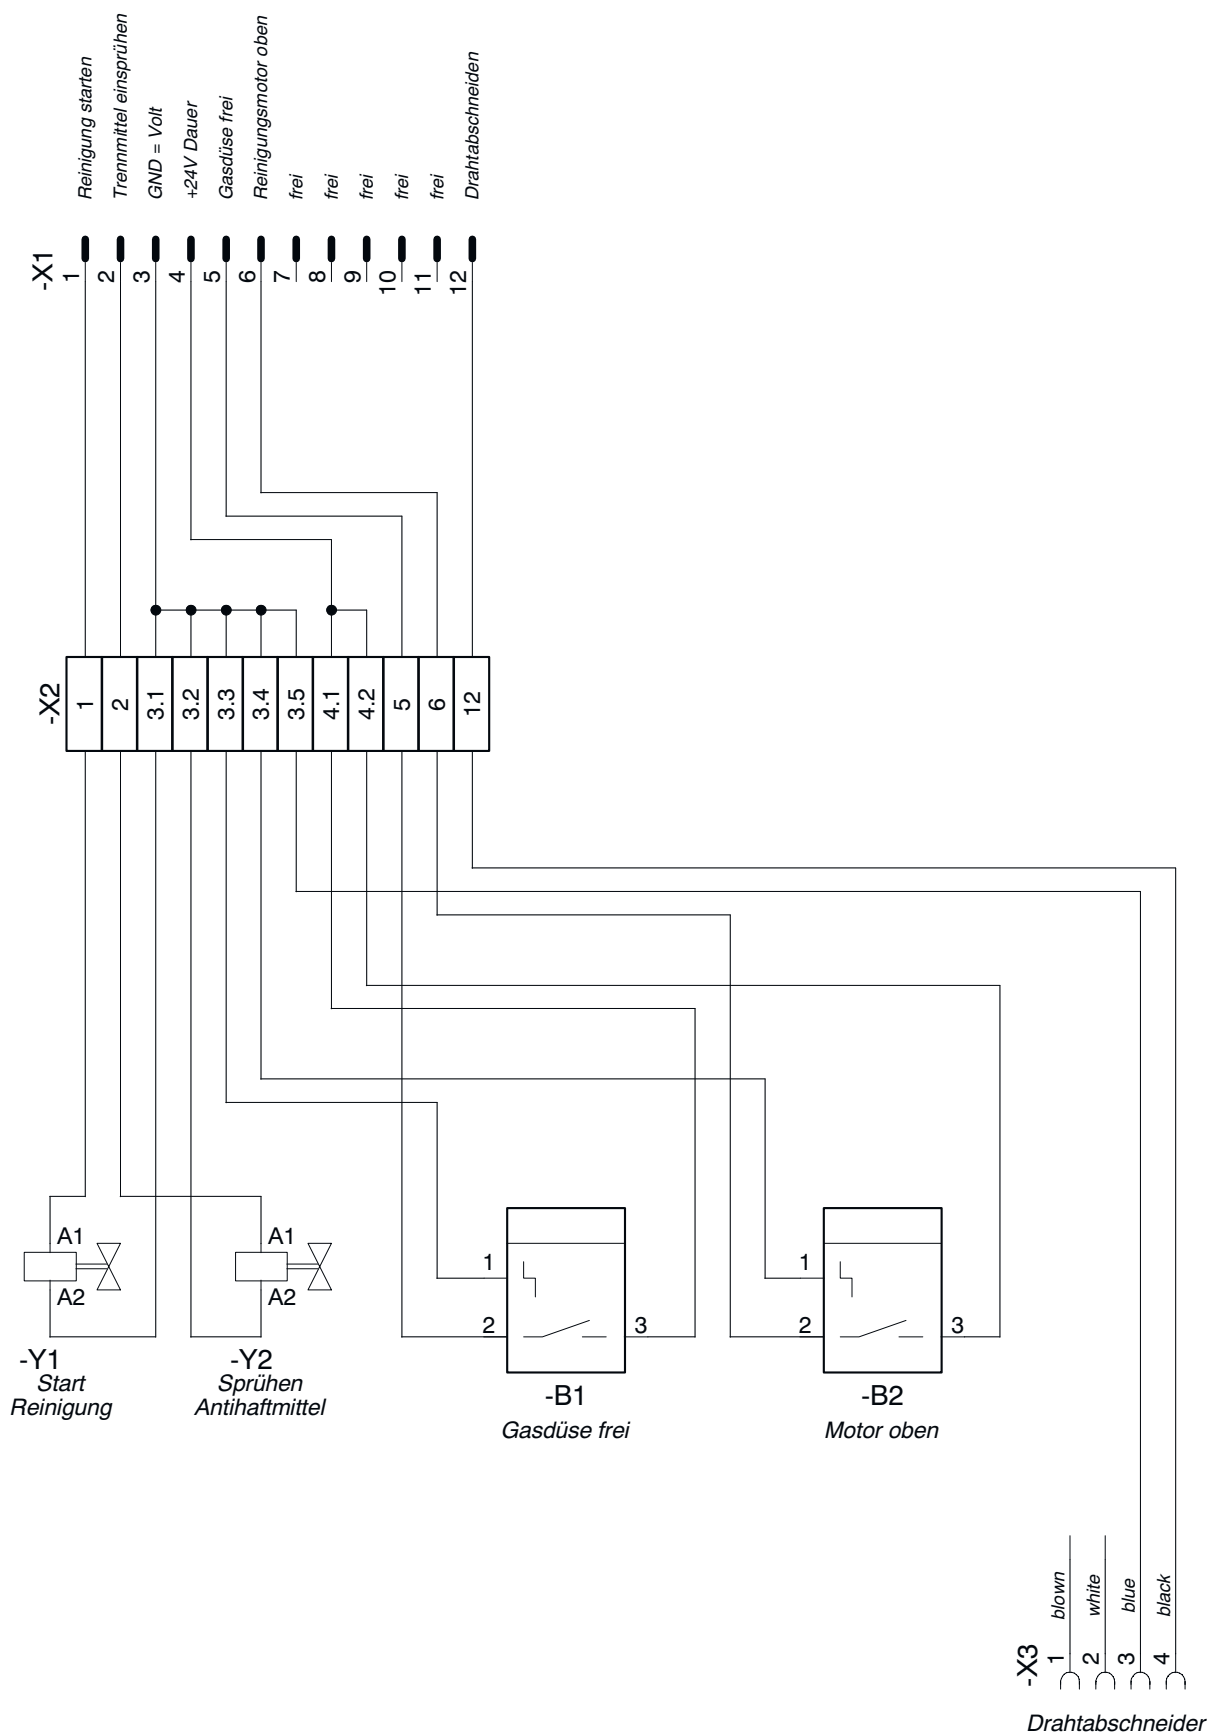 Reinigung starten
Trennmittel einsprühen
GND = Volt
+24V Dauer
Gasdüse frei
Reinigungsmotor oben
frei
frei
frei
frei
frei
Drahtabschneiden
-X1
1
2
3
4
5
6
7
8
9
10
11
12
-X2
1
2
3.1
3.2
3.3
3.4
3.5
4.1
4.2
5
6
12
A1
A2
-Y1
Start
Reinigung
A1
A2
-Y2
Sprühen
Antihaftmittel
1
2
3
-B1
Gasdüse frei
1
2
3
-B2
Motor oben
blown
white
blue
black
-X3
1
2
3
4
Drahtabschneider